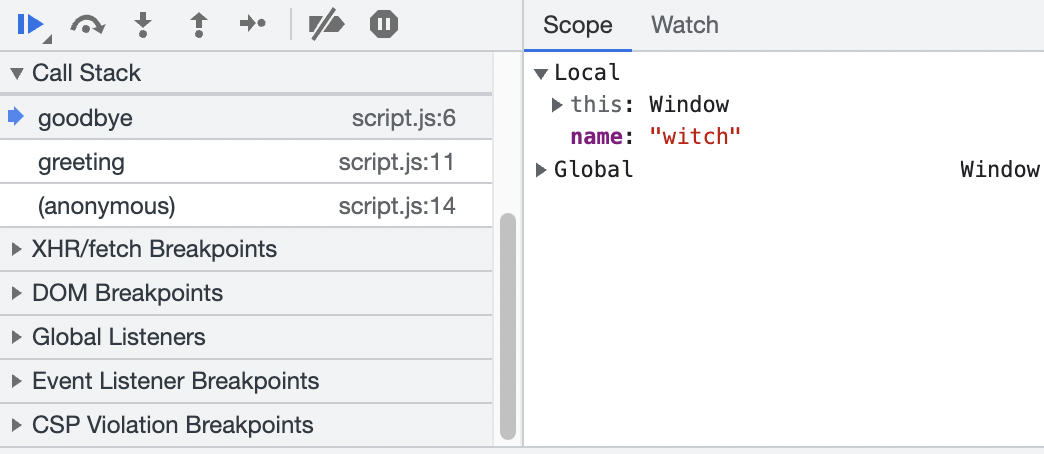 Call Stack
goodbye script.js:6
greeting script.js:11
(anonymous) script.js:14
XHR/fetch Breakpoints
DOM Breakpoints
Global Listeners
Event Listener Breakpoints
CSP Violation Breakpoints
Scope Watch
Local
this: Window
name: "witch"
Global Window